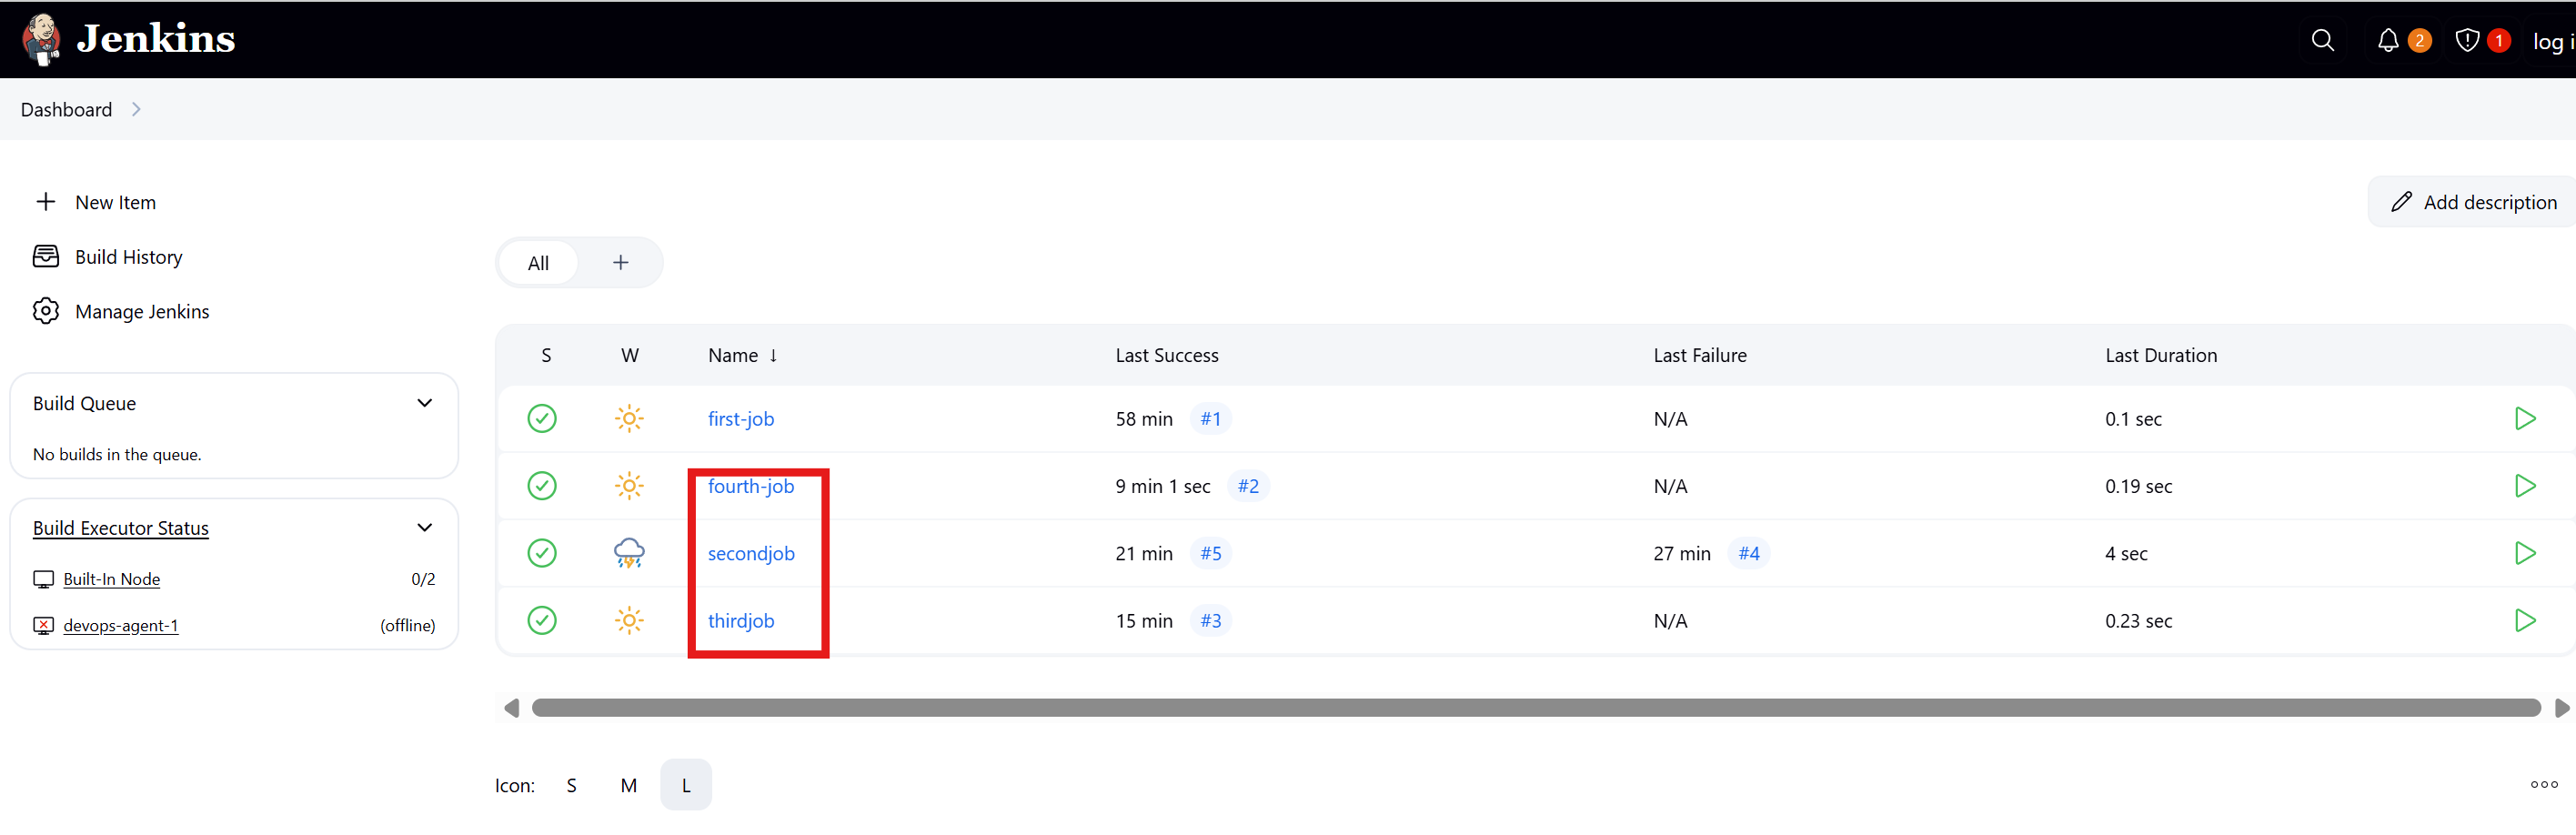 Jenkins
2
1
log i
Dashboard
New Item
Build History
Manage Jenkins
Build Queue
No builds in the queue.
Build Executor Status
Built-In Node 0/2
devops-agent-1 (offline)
Add description
All +
S W Name ↓ Last Success Last Failure Last Duration
first-job 58 min #1 N/A 0.1 sec
fourth-job 9 min 1 sec #2 N/A 0.19 sec
secondjob 21 min #5 27 min #4 4 sec
thirdjob 15 min #3 N/A 0.23 sec
Icon: S M L